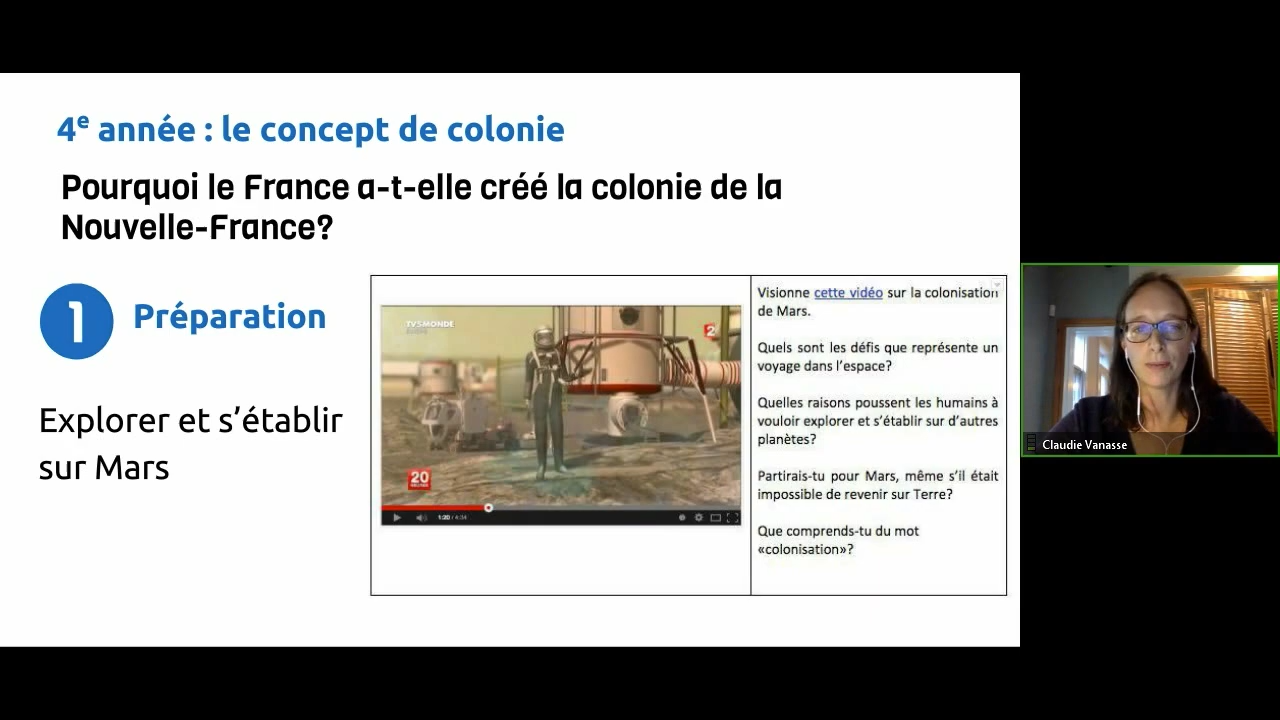 4e année : le concept de colonie
Pourquoi le France a-t-elle créé la colonie de la
Nouvelle-France?
1 Préparation
Explorer et s’établir
sur Mars
TV5MONDE
2
20
1:20 / 4:34
Visionne cette vidéo sur la colonisation
de Mars.
Quels sont les défis que représente un
voyage dans l’espace?
Quelles raisons poussent les humains à
vouloir explorer et s’établir sur d’autres
planètes?
Partirais-tu pour Mars, même s’il était
impossible de revenir sur Terre?
Que comprends-tu du mot
«colonisation»?
Claudie Vanasse